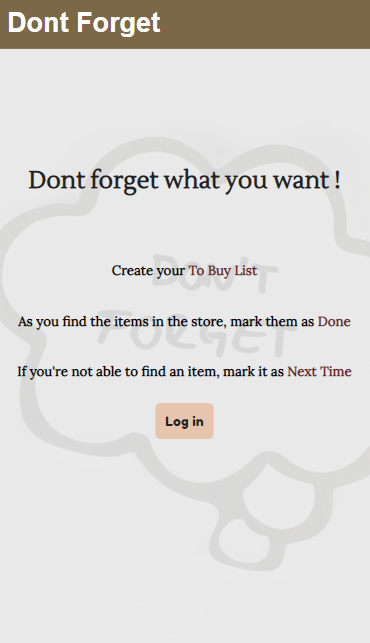 Dont Forget
Dont forget what you want !
Create your To Buy List
DON'T
As you find the items in the store, mark them as Done
FORGET
If you're not able to find an item, mark it as Next Time
Log in